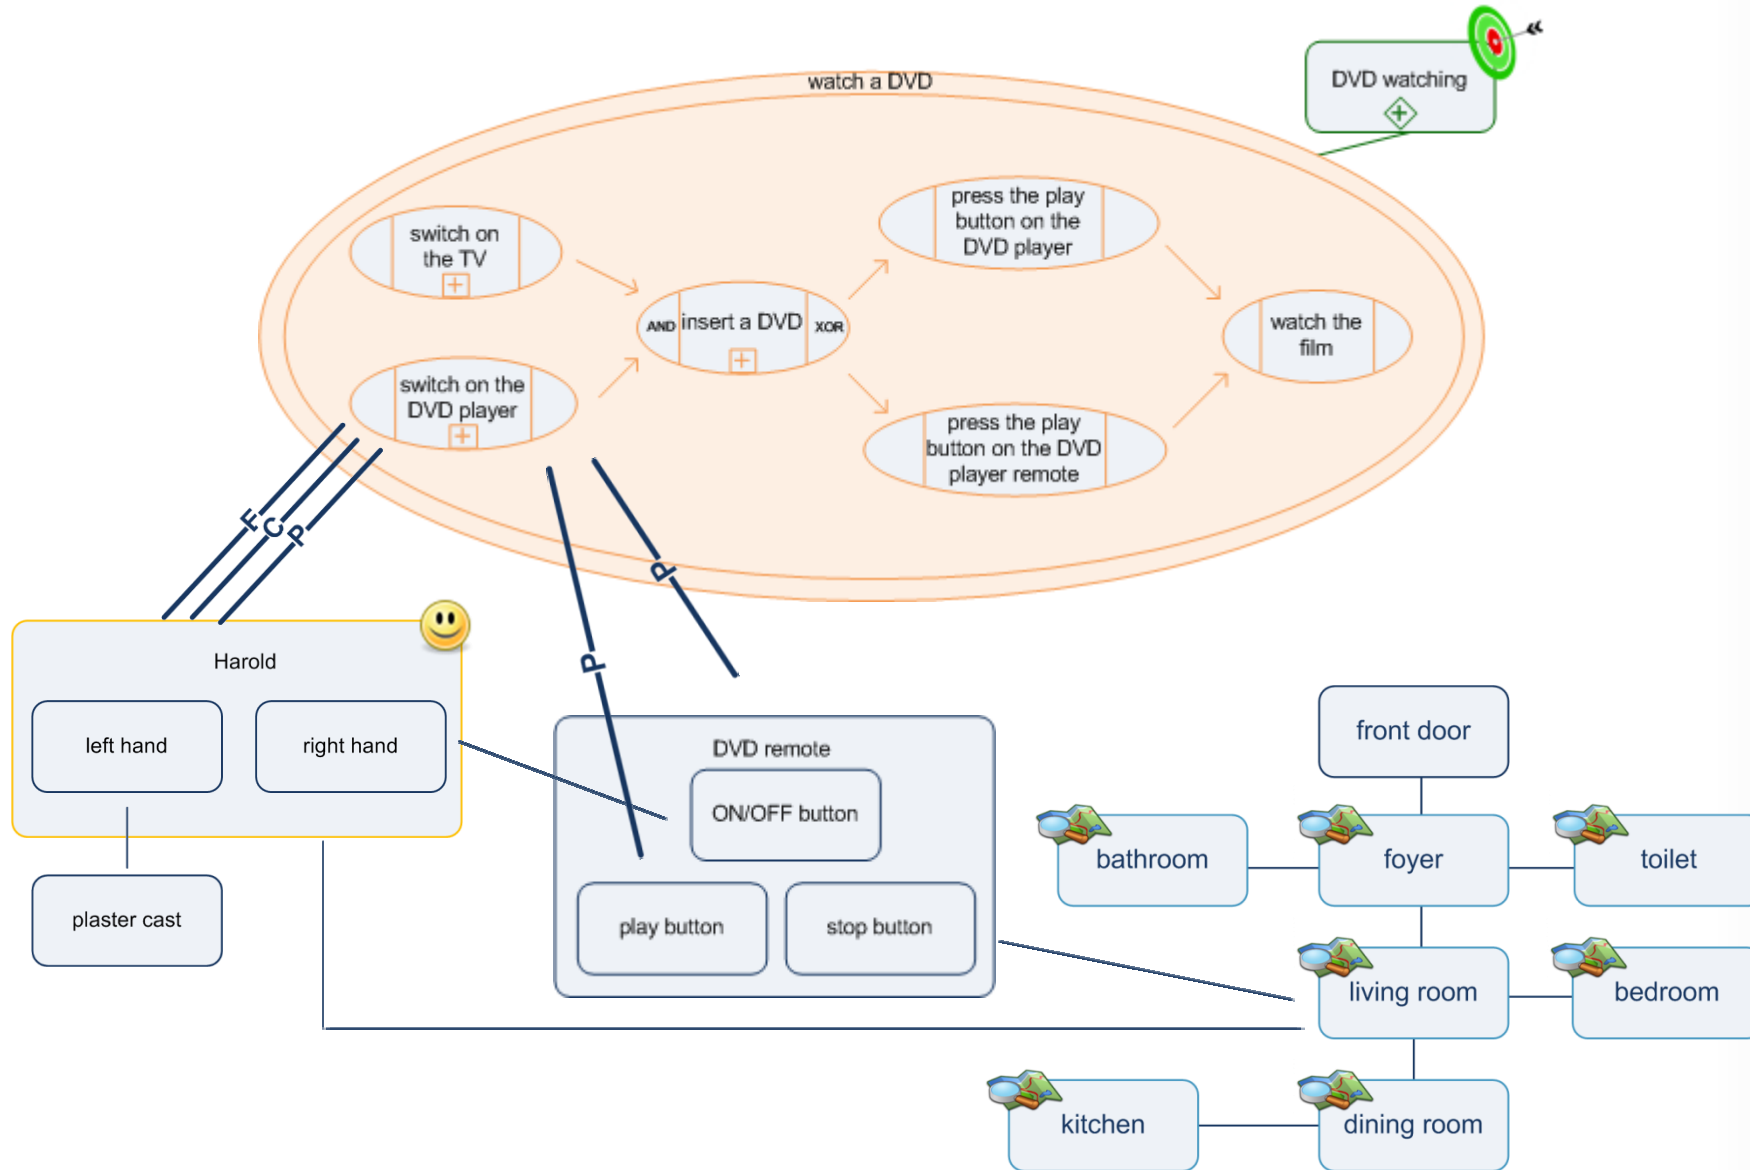 watch a DVD
DVD watching
switch on
the TV
press the play
button on the
DVD player
AND
insert a DVD
XOR
watch the
film
switch on the
DVD player
press the play
button on the DVD
player remote
F
C
P
P
P
Harold
left hand
right hand
plaster cast
DVD remote
ON/OFF button
play button
stop button
front door
bathroom
foyer
toilet
living room
bedroom
kitchen
dining room